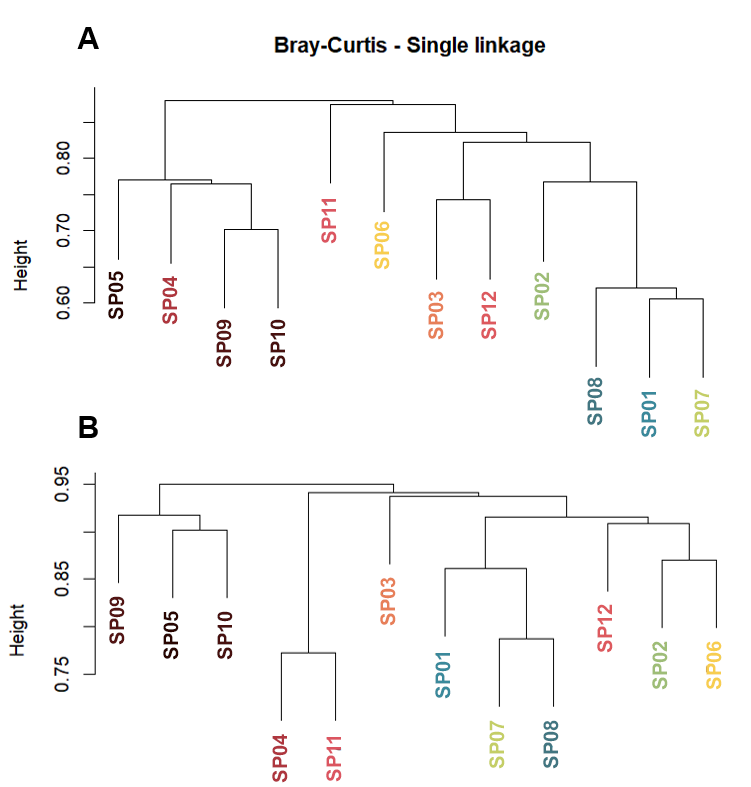 A
Bray-Curtis - Single linkage
Height
0.80
0.70
0.60
SP05
SP04
SP09
SP10
SP11
SP06
SP03
SP12
SP02
SP08
SP01
SP07
B
Height
0.95
0.85
0.75
SP09
SP05
SP10
SP04
SP11
SP03
SP01
SP07
SP08
SP12
SP02
SP06